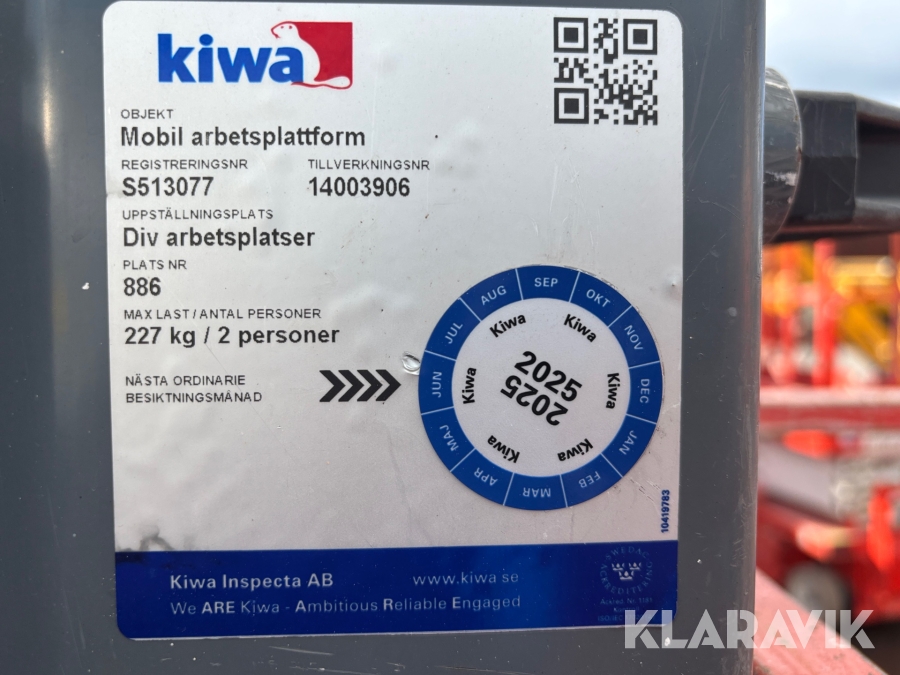 kiwa
OBJEKT
Mobil arbetsplattform
REGISTRERINGSNR TILLVERKNINGSNR
S513077 14003906
UPPSTÄLLNINGSPLATS
Div arbetsplatser
PLATS NR
886
MAX LAST / ANTAL PERSONER
227 kg / 2 personer
NÄSTA ORDINARIE
BESIKTNINGSMÅNAD
JAN FEB MAR APR MAJ JUN JUL AUG SEP OKT NOV DEC
Kiwa Kiwa Kiwa Kiwa Kiwa Kiwa
2025
2025
10419783
Kiwa Inspecta AB www.kiwa.se
We ARE Kiwa - Ambitious Reliable Engaged
SWEDAC ACKREDITERING
KLARAVIK